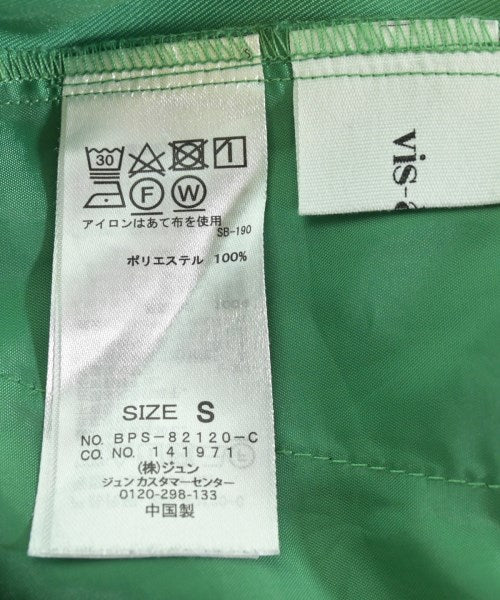 30
F W
アイロンはあて布を使用
SB-190
ポリエステル 100%
SIZE S
NO. BPS-82120-C
CO. NO. 141971
(株)ジュン
ジュン カスタマーセンター
0120-298-133
中国製
vis-